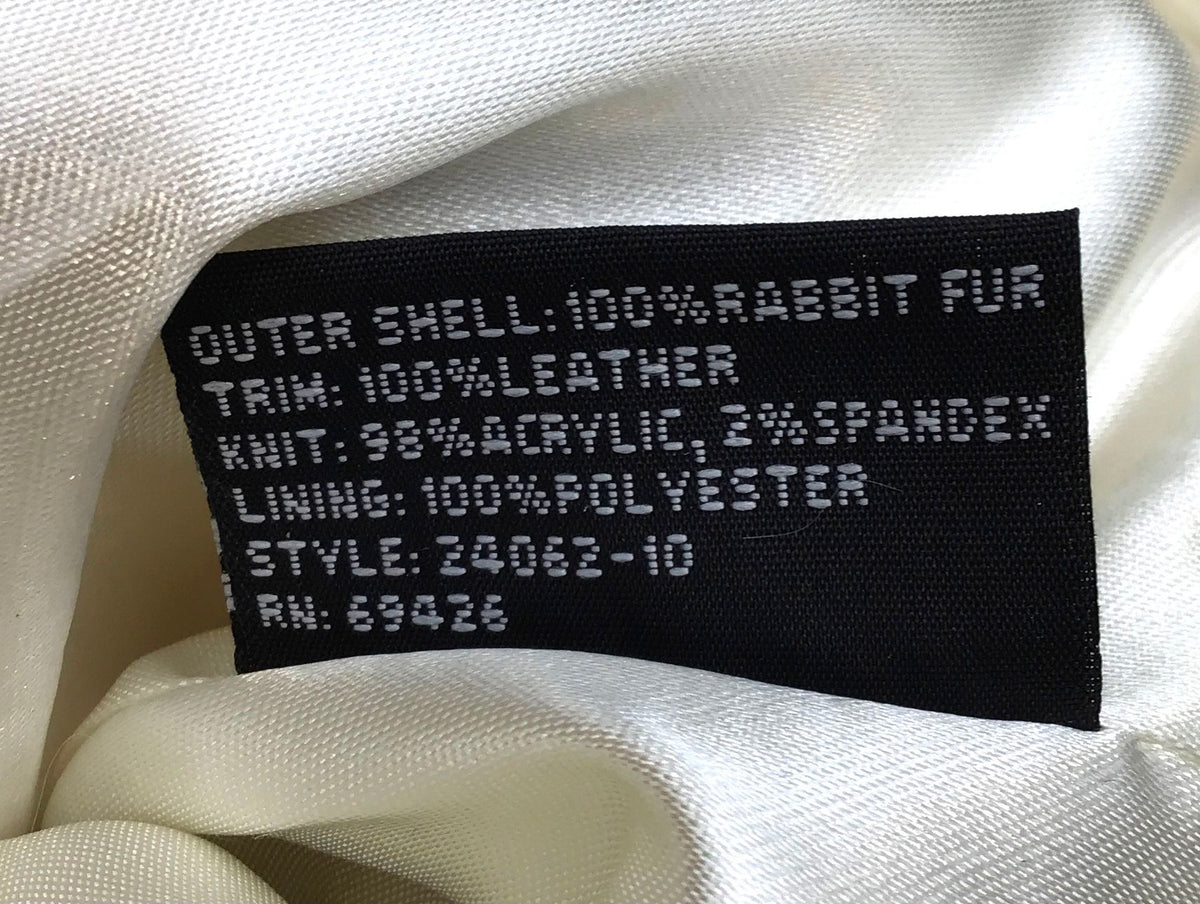 OUTER SHELL: 100%RABBIT FUR
TRIM: 100%LEATHER
KNIT: 98%ACRYLIC, 2%SPANDEX
LINING: 100%POLYESTER
STYLE: 24062-10
RN: 69426